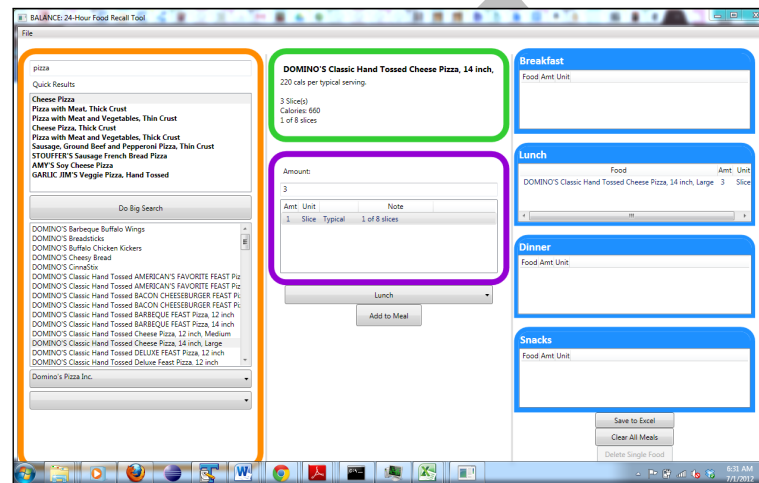 BALANCE: 24-Hour Food Recall Tool
File
pizza
Quick Results
Cheese Pizza
Pizza with Meat, Thick Crust
Pizza with Meat and Vegetables, Thin Crust
Cheese Pizza, Thick Crust
Pizza with Meat and Vegetables, Thick Crust
Sausage, Ground Beef and Pepperoni Pizza, Thin Crust
STOUFFER'S Sausage French Bread Pizza
AMY'S Soy Cheese Pizza
GARLIC JIM'S Veggie Pizza, Hand Tossed
Do Big Search
DOMINO'S Barbeque Buffalo Wings
DOMINO'S Breadsticks
DOMINO'S Buffalo Chicken Kickers
DOMINO'S Cheesy Bread
DOMINO'S CinnaStix
DOMINO'S Classic Hand Tossed AMERICAN'S FAVORITE FEAST Piz
DOMINO'S Classic Hand Tossed AMERICAN'S FAVORITE FEAST Piz
DOMINO'S Classic Hand Tossed BACON CHEESEBURGER FEAST Pi
DOMINO'S Classic Hand Tossed BACON CHEESEBURGER FEAST Pi
DOMINO'S Classic Hand Tossed BARBEQUE FEAST Pizza, 12 inch
DOMINO'S Classic Hand Tossed BARBEQUE FEAST Pizza, 14 inch
DOMINO'S Classic Hand Tossed Cheese Pizza, 12 inch, Medium
DOMINO'S Classic Hand Tossed Cheese Pizza, 14 inch, Large
DOMINO'S Classic Hand Tossed DELUXE FEAST Pizza, 12 inch
DOMINO'S Classic Hand Tossed Deluxe Feast Pizza, 12 inch
Domino's Pizza Inc.
DOMINO'S Classic Hand Tossed Cheese Pizza, 14 inch,
220 cals per typical serving.
3 Slice(s)
Calories: 660
1 of 8 slices
Amount:
3
Amt Unit Note
1 Slice Typical 1 of 8 slices
Lunch
Add to Meal
Breakfast
Food Amt Unit
Lunch
Food Amt Unit
DOMINO'S Classic Hand Tossed Cheese Pizza, 14 inch, Large 3 Slice
Dinner
Food Amt Unit
Snacks
Food Amt Unit
Save to Excel
Clear All Meals
Delete Single Food
6:31 AM
7/1/2012